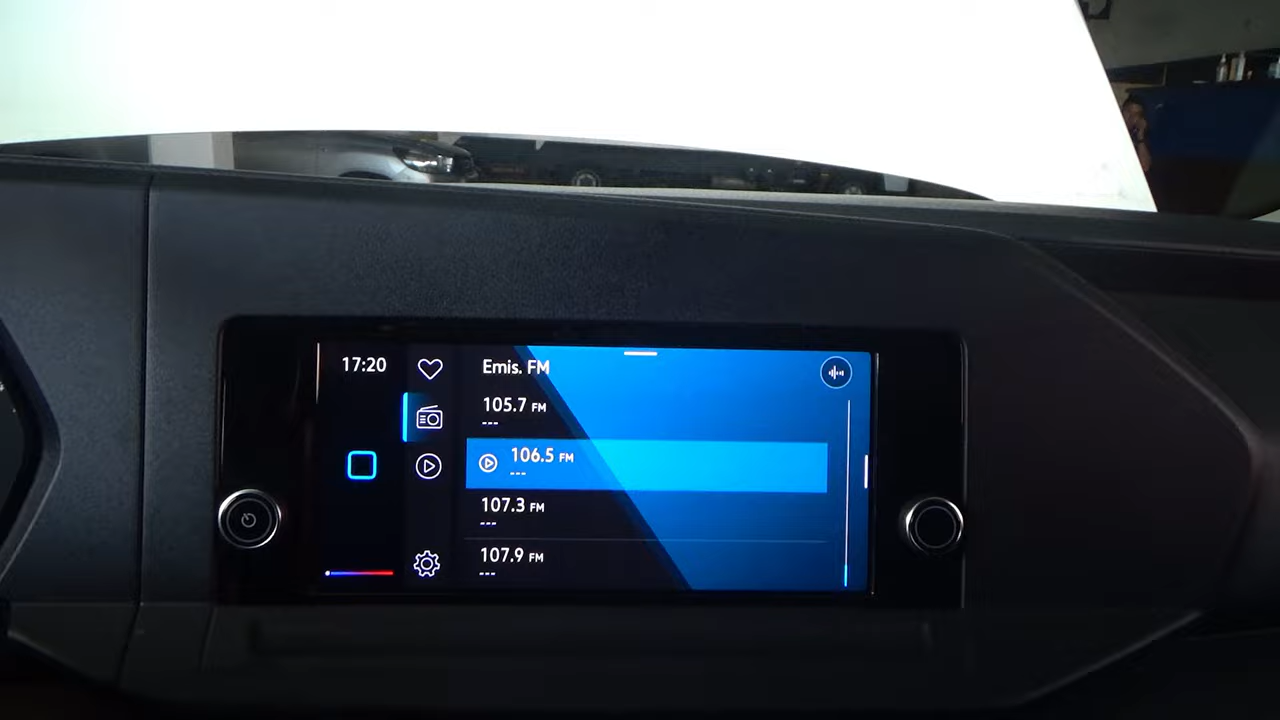 17:20
Emis. FM
105.7 FM
---
106.5 FM
---
107.3 FM
---
107.9 FM
---